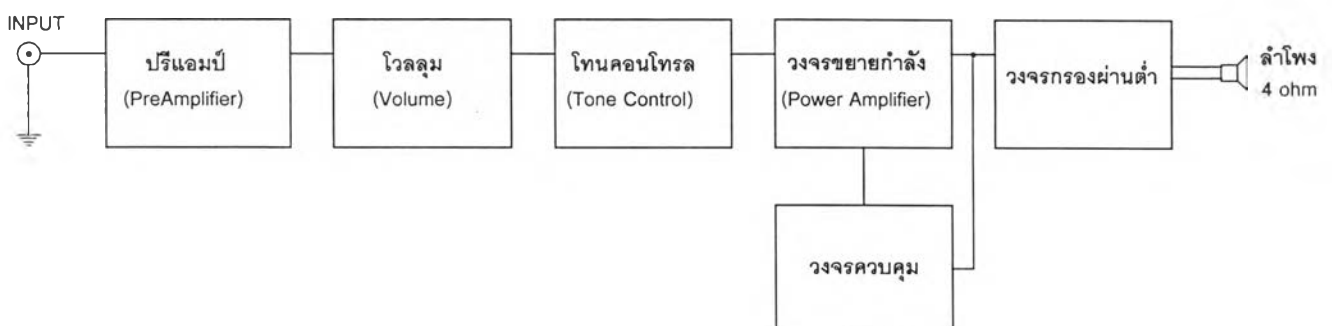 INPUT
ปรีแอมป์
(PreAmplifier)
โวลลุม
(Volume)
โทนคอนโทรล
(Tone Control)
วงจรขยายกำลัง
(Power Amplifier)
วงจรกรองผ่านต่ำ
ลำโพง
4 ohm
วงจรควบคุม